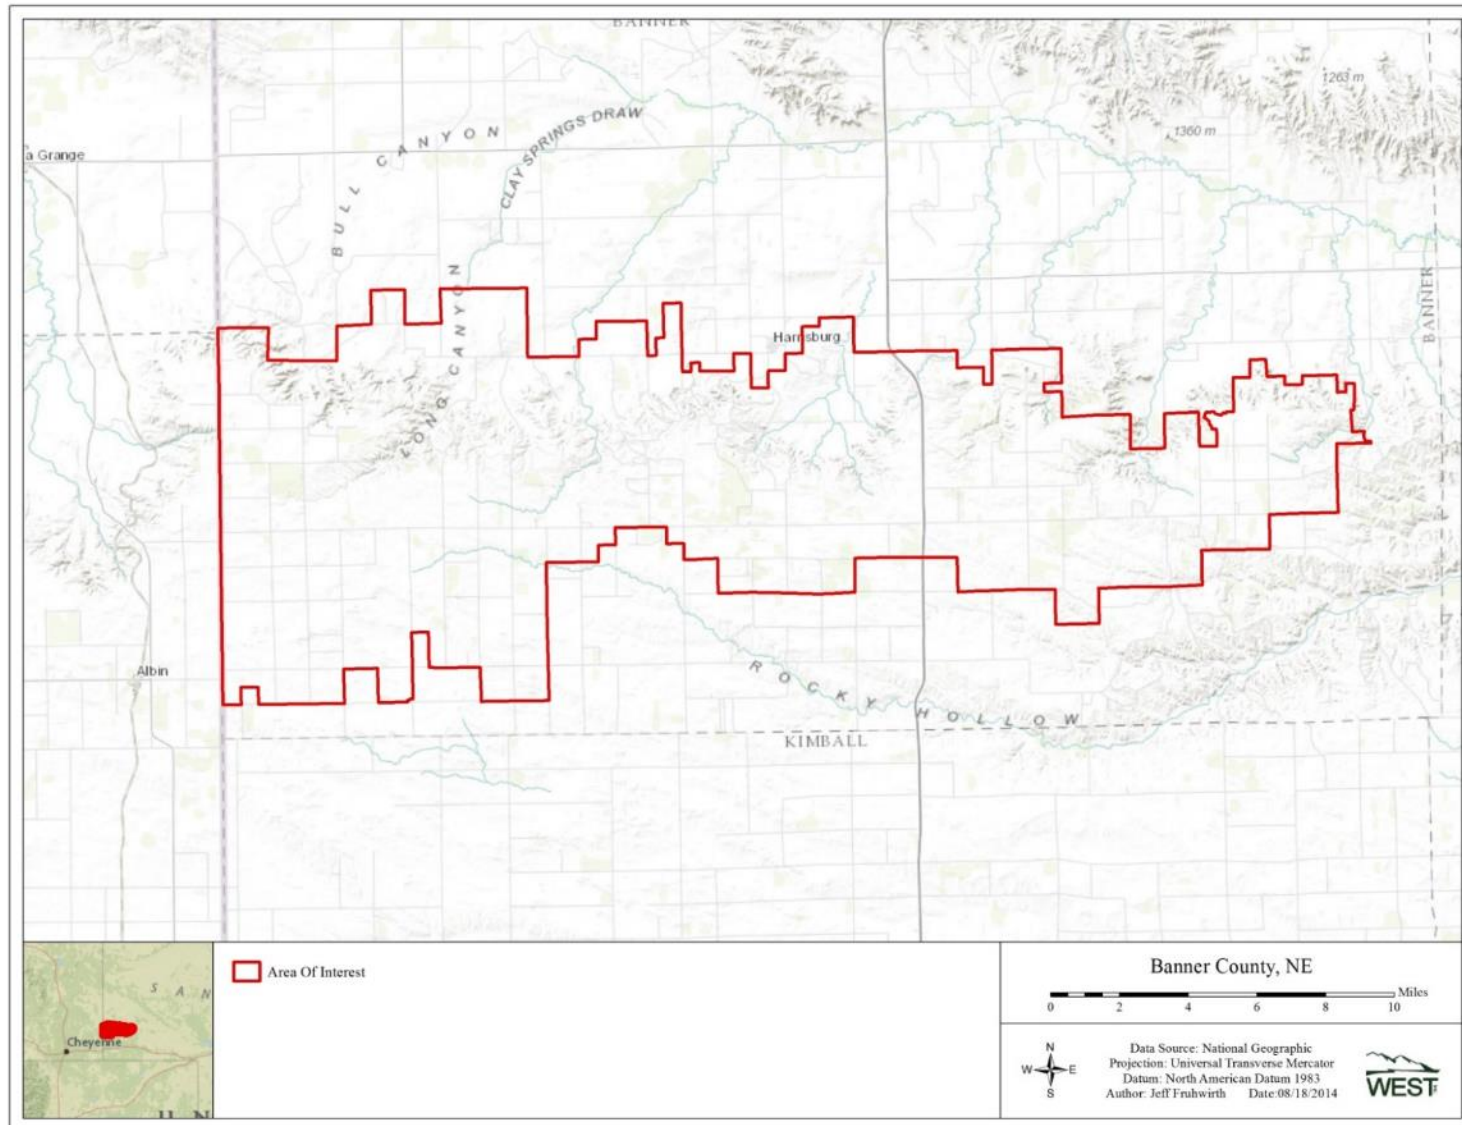 BANNER
1263 m
1360 m
BULL CANYON
CLAY SPRINGS DRAW
a Grange
LONG CANYON
BANNER
Harrisburg
Albin
ROCKY HOLLOW
KIMBALL
S A N
Cheyenne
Area Of Interest
Banner County, NE
Miles
0 2 4 6 8 10
N
W E
S
Data Source: National Geographic
Projection: Universal Transverse Mercator
Datum: North American Datum 1983
Author: Jeff Fruhwirth Date:08/18/2014
WEST